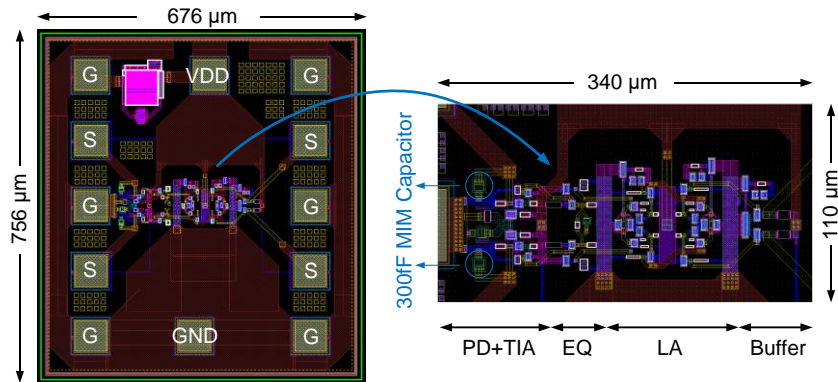 676 µm
756 µm
G
VDD
G
S
S
G
G
S
S
G
GND
G
340 µm
110 µm
300fF MIM Capacitor
PD+TIA
EQ
LA
Buffer